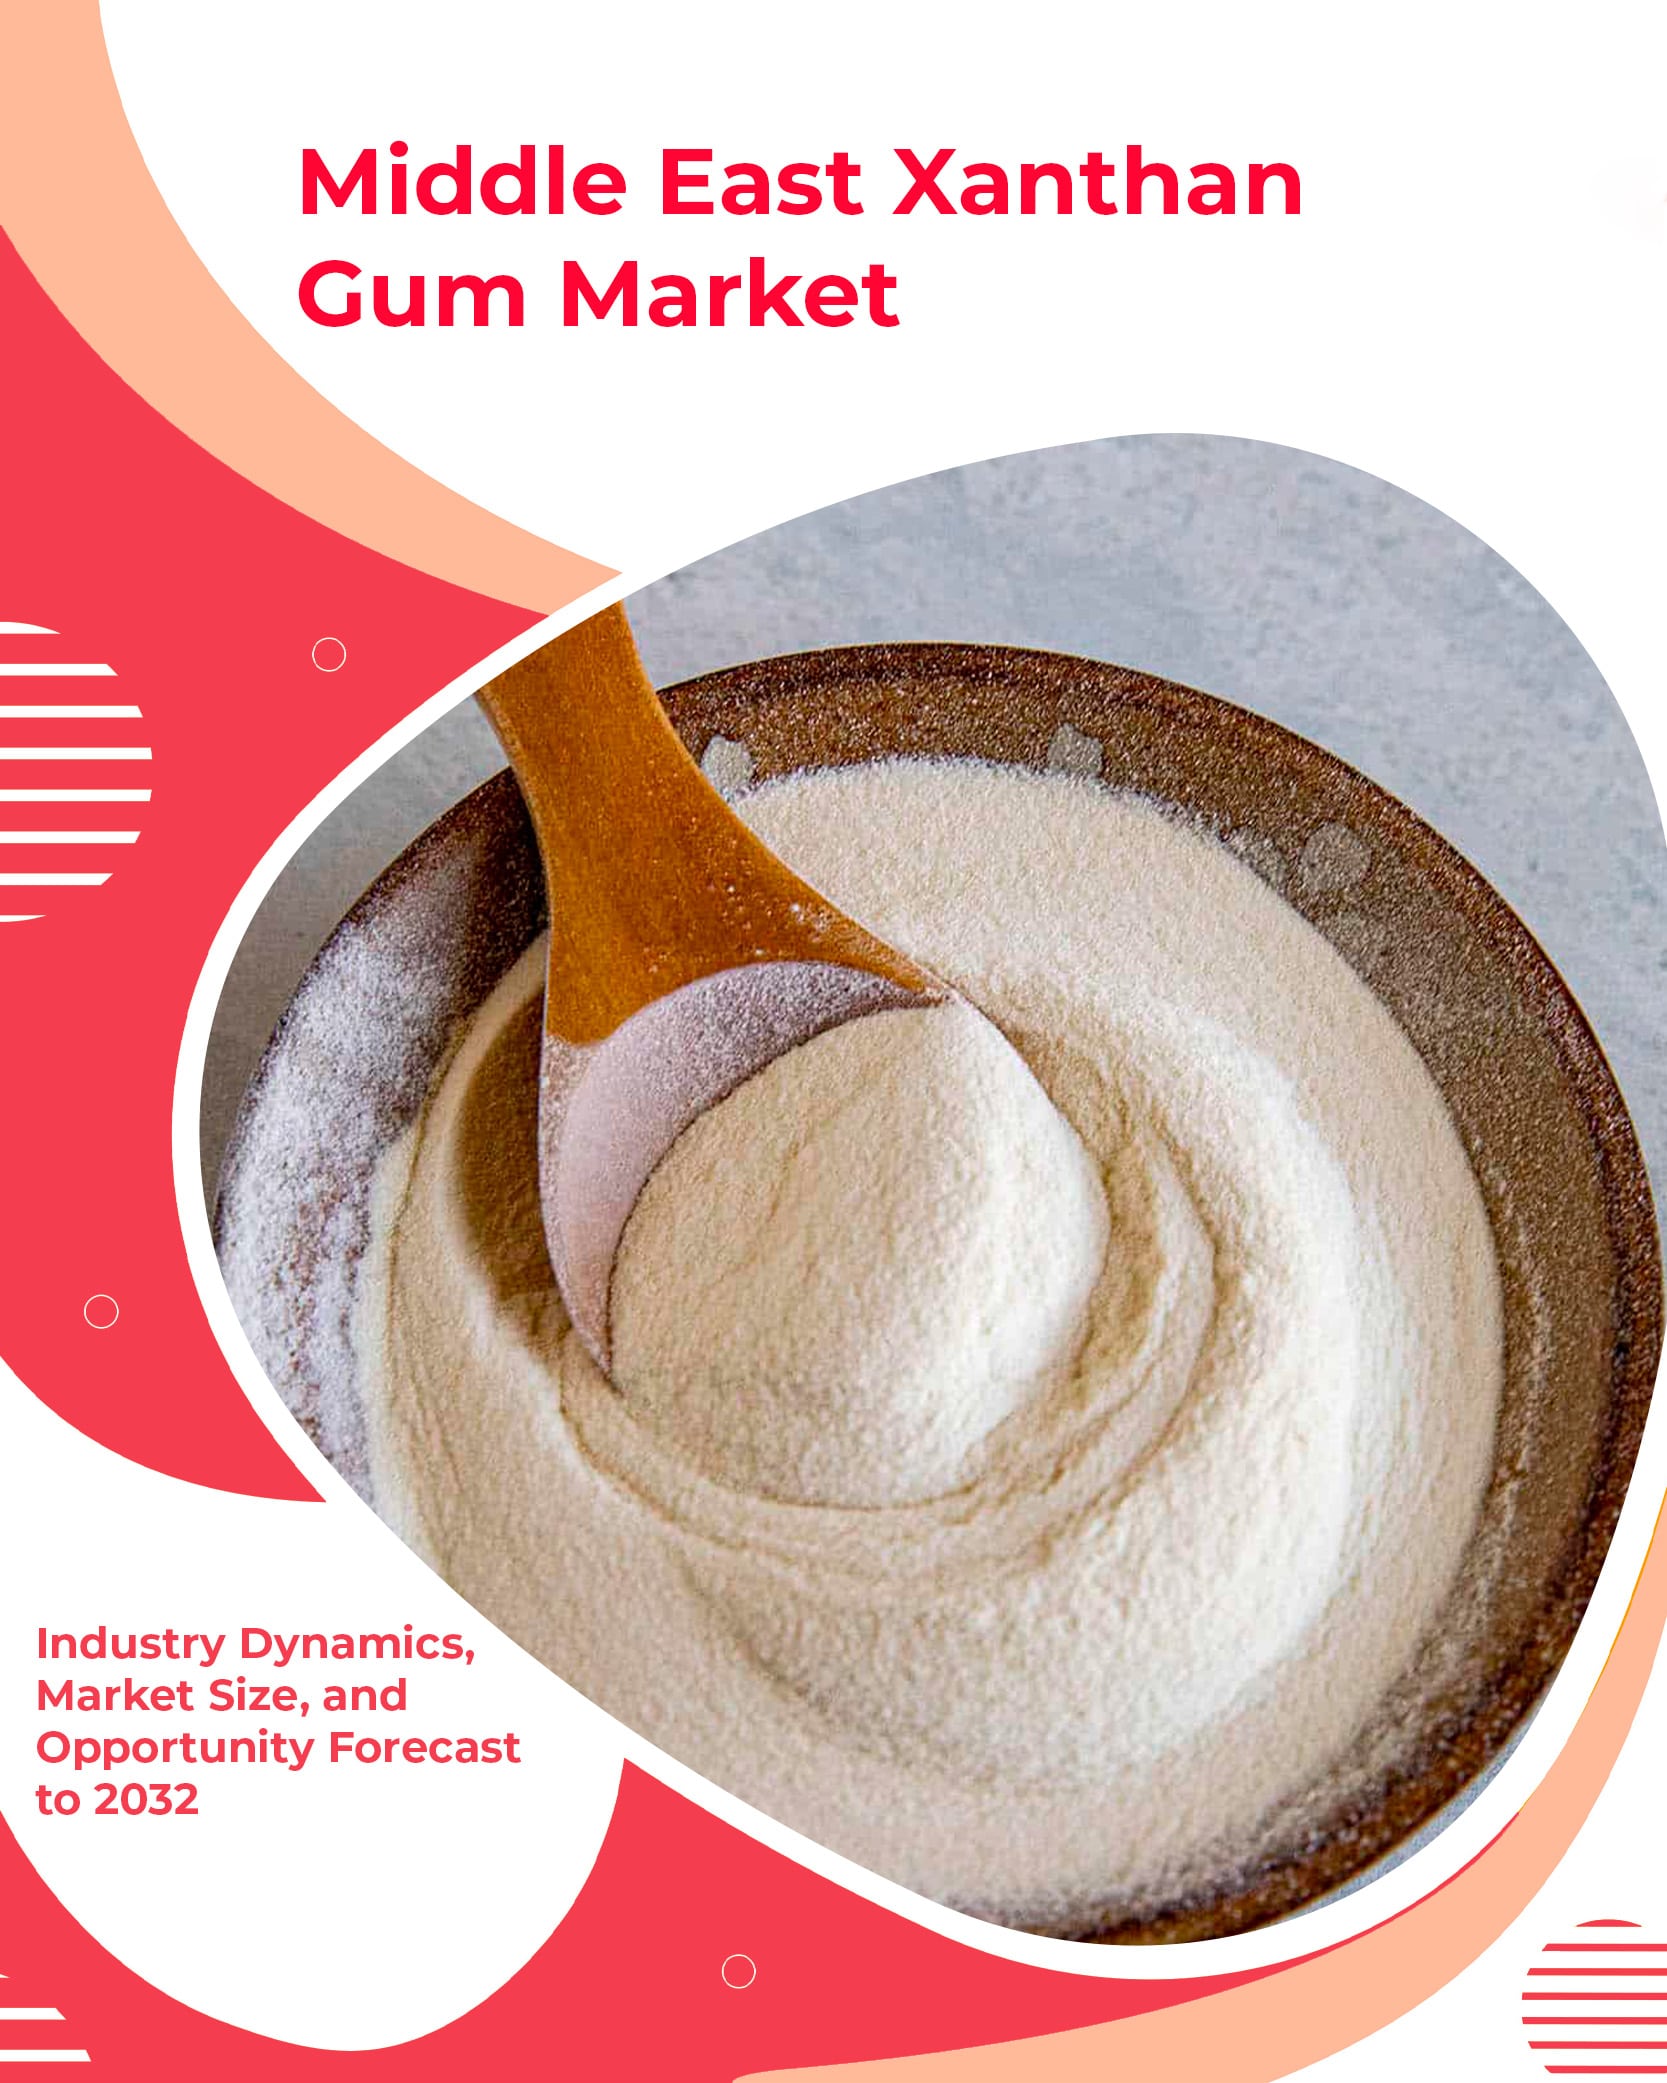 Middle East Xanthan
Gum Market
Industry Dynamics,
Market Size, and
Opportunity Forecast
to 2032